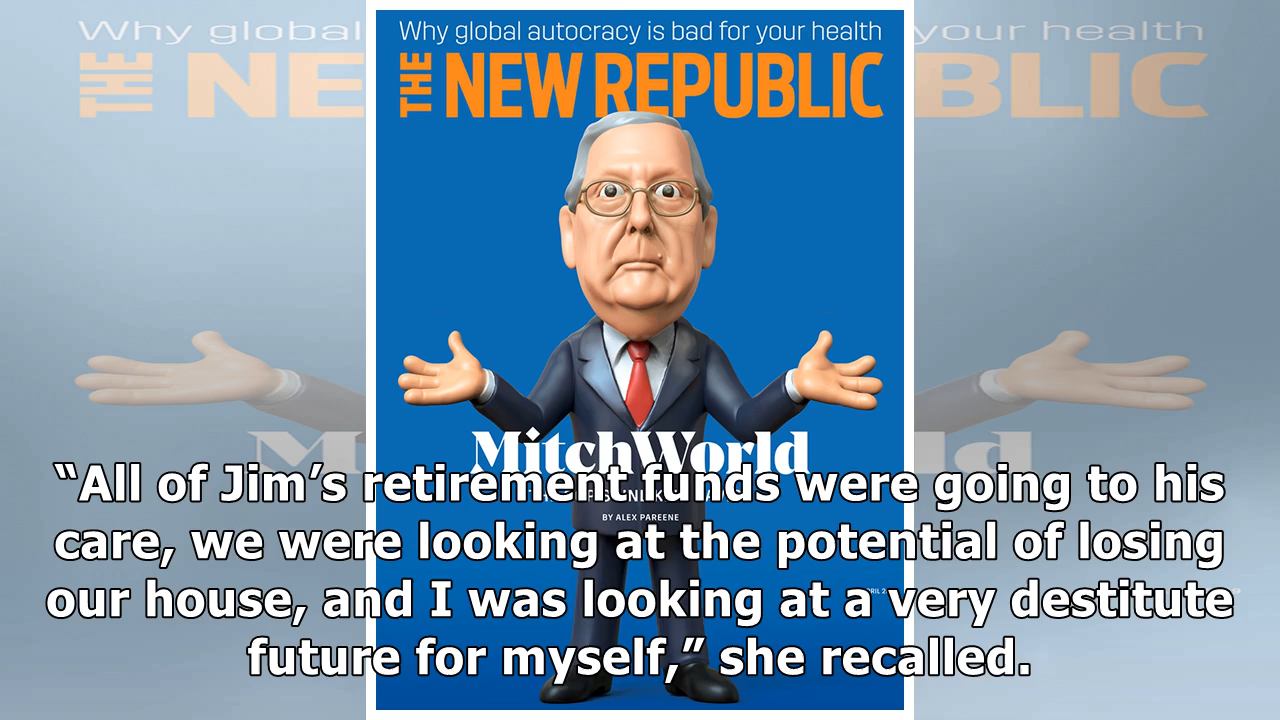 Why global autocracy is bad for your health
THE NEW REPUBLIC
MitchWorld
BY ALEX PAREENE
“All of Jim’s retirement funds were going to his
care, we were looking at the potential of losing
our house, and I was looking at a very destitute
future for myself,” she recalled.